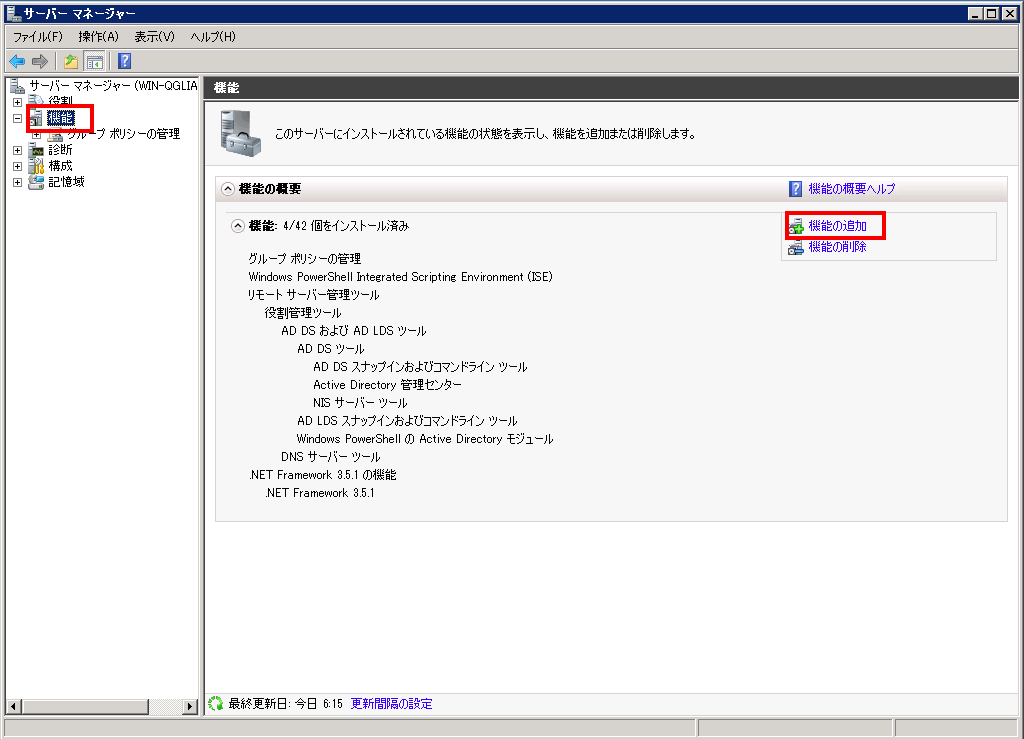 サーバー マネージャー
ファイル(F) 操作(A) 表示(V) ヘルプ(H)
サーバー マネージャー (WIN-QGLIA
役割
機能
グループ ポリシーの管理
診断
構成
記憶域
機能
このサーバーにインストールされている機能の状態を表示し、機能を追加または削除します。
機能の概要
機能の概要ヘルプ
機能: 4/42 個をインストール済み
機能の追加
機能の削除
グループ ポリシーの管理
Windows PowerShell Integrated Scripting Environment (ISE)
リモート サーバー管理ツール
役割管理ツール
AD DS および AD LDS ツール
AD DS ツール
AD DS スナップインおよびコマンドライン ツール
Active Directory 管理センター
NIS サーバー ツール
AD LDS スナップインおよびコマンドライン ツール
Windows PowerShell の Active Directory モジュール
DNS サーバー ツール
.NET Framework 3.5.1 の機能
.NET Framework 3.5.1
最終更新日: 今日 6:15 更新間隔の設定